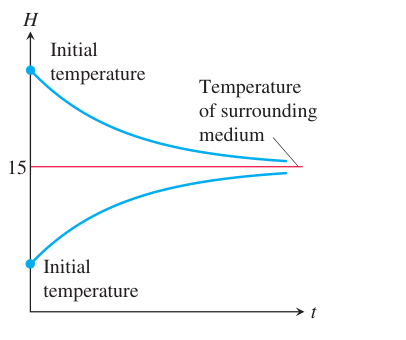 H
Initial
temperature
Temperature
of surrounding
medium
15
Initial
temperature
t